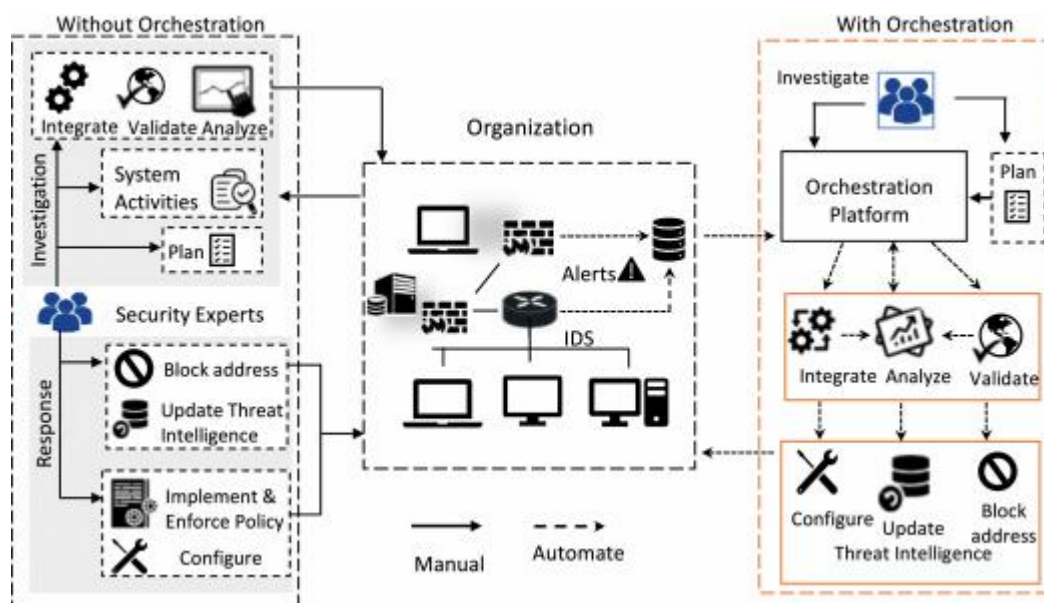 Without Orchestration
Integrate Validate Analyze
System
Activities
Plan
Investigation
Security Experts
Block address
Update Threat
Intelligence
Response
Implement &
Enforce Policy
Configure
Organization
Alerts
IDS
Manual
Automate
With Orchestration
Investigate
Orchestration
Platform
Plan
Integrate Analyze Validate
Configure
Update
Threat Intelligence
Block
address